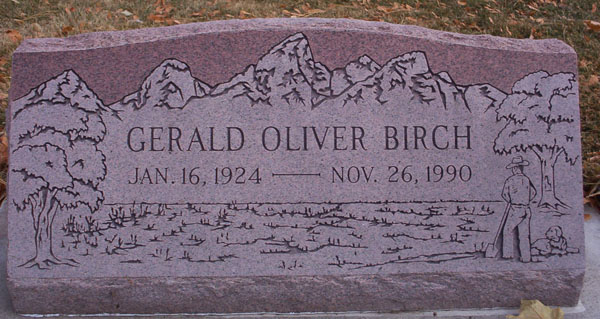 GERALD OLIVER BIRCH
JAN. 16, 1924 — NOV. 26, 1990